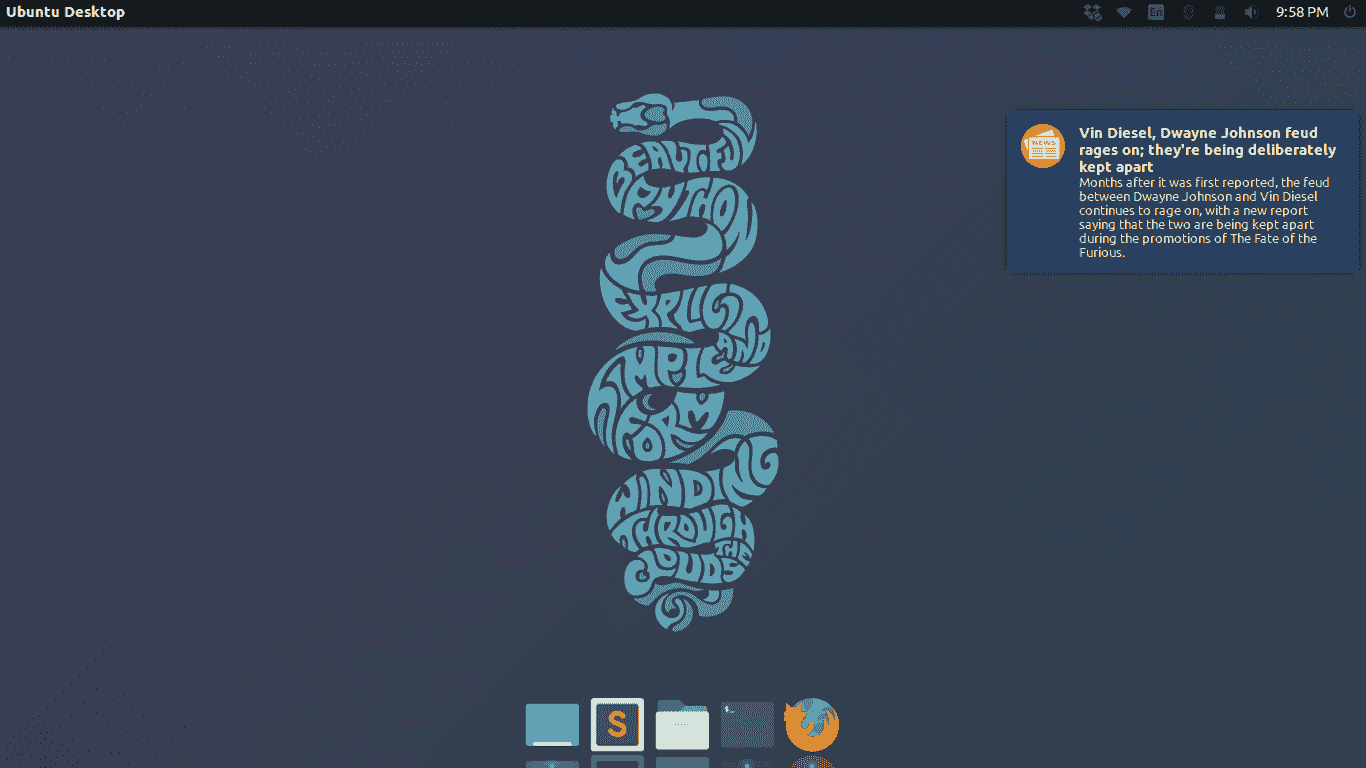 Ubuntu Desktop
En
9:58 PM
NEWS
Vin Diesel, Dwayne Johnson feud
rages on; they're being deliberately
kept apart
Months after it was first reported, the feud
between Dwayne Johnson and Vin Diesel
continues to rage on, with a new report
saying that the two are being kept apart
during the promotions of The Fate of the
Furious.
BEAUTIFUL
PYTHON
EXPLICIT
AND
SIMPLE
FORM
WINDING
THROUGH
THE
CLOUDS
S
$_